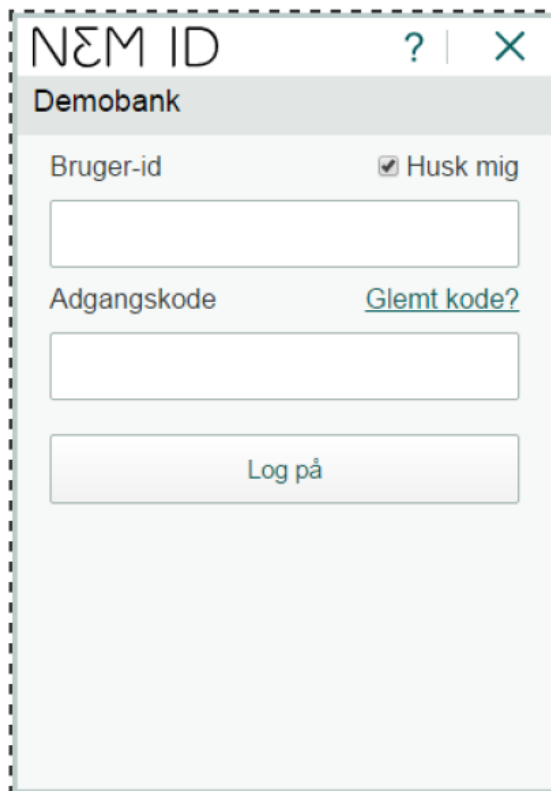 NEM ID ?
Demobank
Bruger-id Husk mig
Adgangskode Glemt kode?
Log på